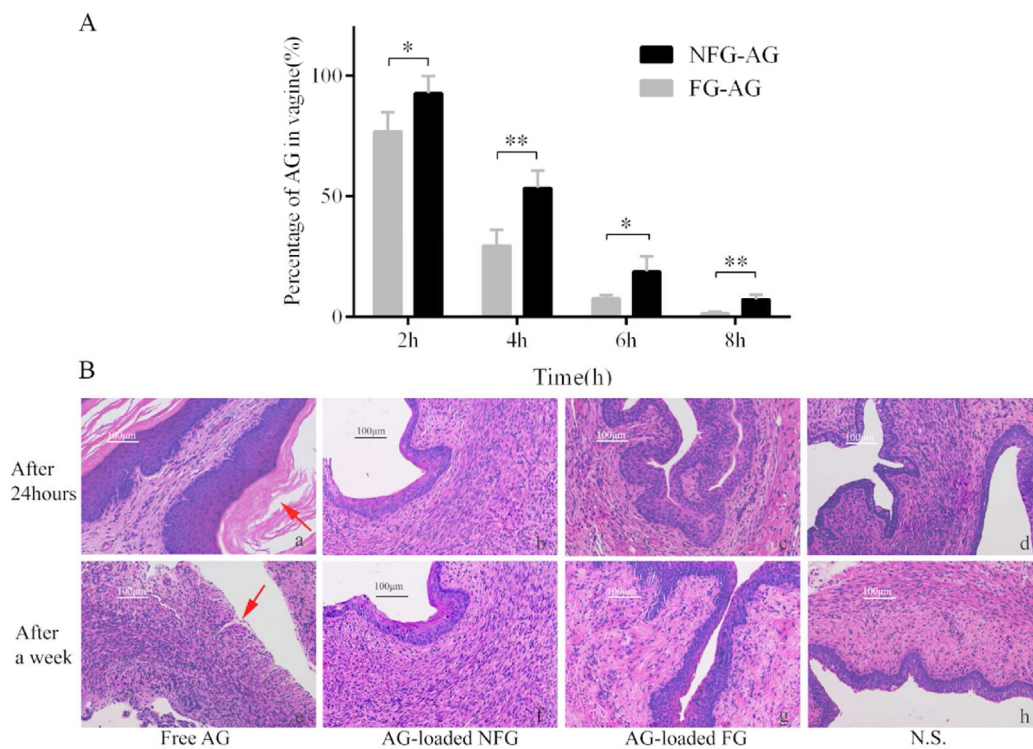 A
Percentage of AG in vagine(%)
100
50
0
* ** * **
NFG-AG
FG-AG
2h 4h 6h 8h
Time(h)
B
After
24hours
100μm
a
100μm
b
100μm
c
100μm
d
After
a week
100μm
e
100μm
f
100μm
g
100μm
h
Free AG
AG-loaded NFG
AG-loaded FG
N.S.